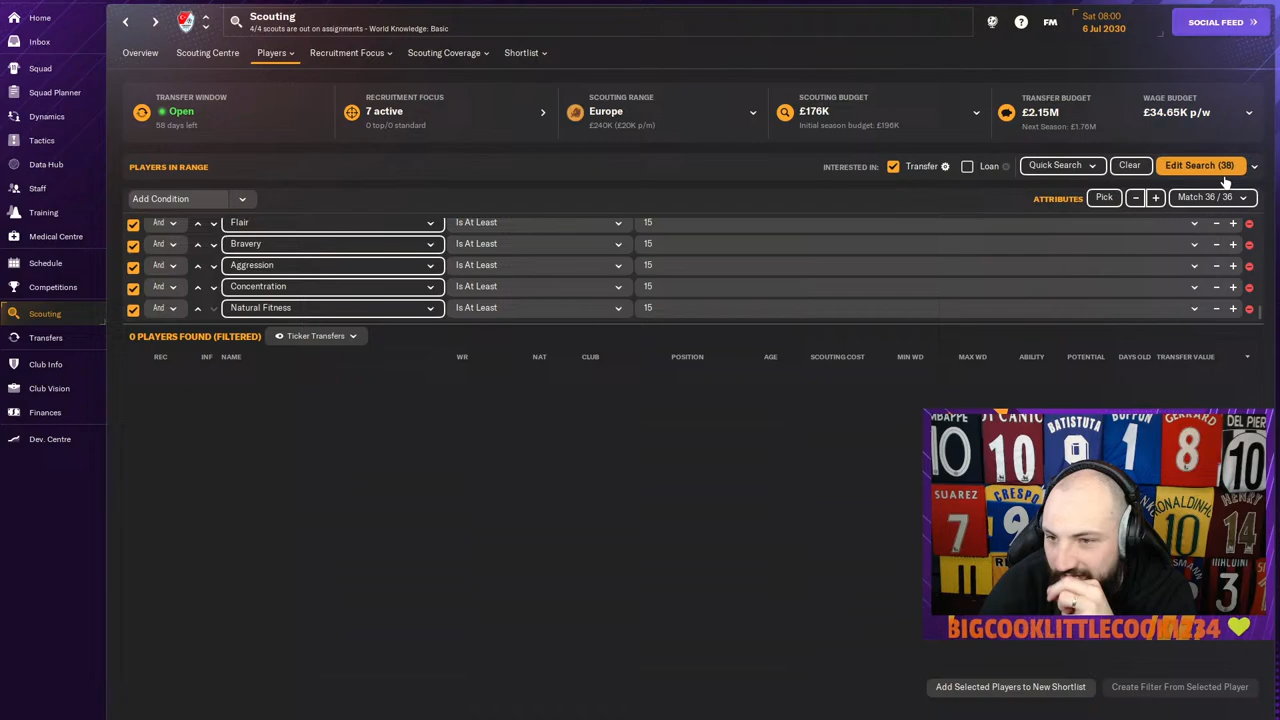 Home
Inbox
Squad
Squad Planner
Dynamics
Tactics
Data Hub
Staff
Training
Medical Centre
Schedule
Competitions
Scouting
Transfers
Club Info
Club Vision
Finances
Dev. Centre
Scouting
4/4 scouts are out on assignments - World Knowledge: Basic
FM
Sat 08:00
6 Jul 2030
SOCIAL FEED
Overview
Scouting Centre
Players
Recruitment Focus
Scouting Coverage
Shortlist
TRANSFER WINDOW
Open
58 days left
RECRUITMENT FOCUS
7 active
0 top/0 standard
SCOUTING RANGE
Europe
£240K (£20K p/m)
SCOUTING BUDGET
£176K
Initial season budget: £196K
TRANSFER BUDGET
£2.15M
Next Season: £1.76M
WAGE BUDGET
£34.65K p/w
PLAYERS IN RANGE
INTERESTED IN:
Transfer
Loan
Quick Search
Clear
Edit Search (38)
Add Condition
ATTRIBUTES
Pick
Match 36 / 36
And Flair Is At Least 15
And Bravery Is At Least 15
And Aggression Is At Least 15
And Concentration Is At Least 15
And Natural Fitness Is At Least 15
0 PLAYERS FOUND (FILTERED)
Ticker Transfers
REC INF NAME WR NAT CLUB POSITION AGE SCOUTING COST MIN WD MAX WD ABILITY POTENTIAL DAYS OLD TRANSFER VALUE
MBAPPE
10
DI CANIO
10
BATISTUTA
9
BUFFON
1
GERRARD
8
DEL PIER
10
SUAREZ
7
CRESPO
9
RONALDINHO
10
HENRY
14
3
BIGCOOKLITTLECOOK1234
Add Selected Players to New Shortlist
Create Filter From Selected Player